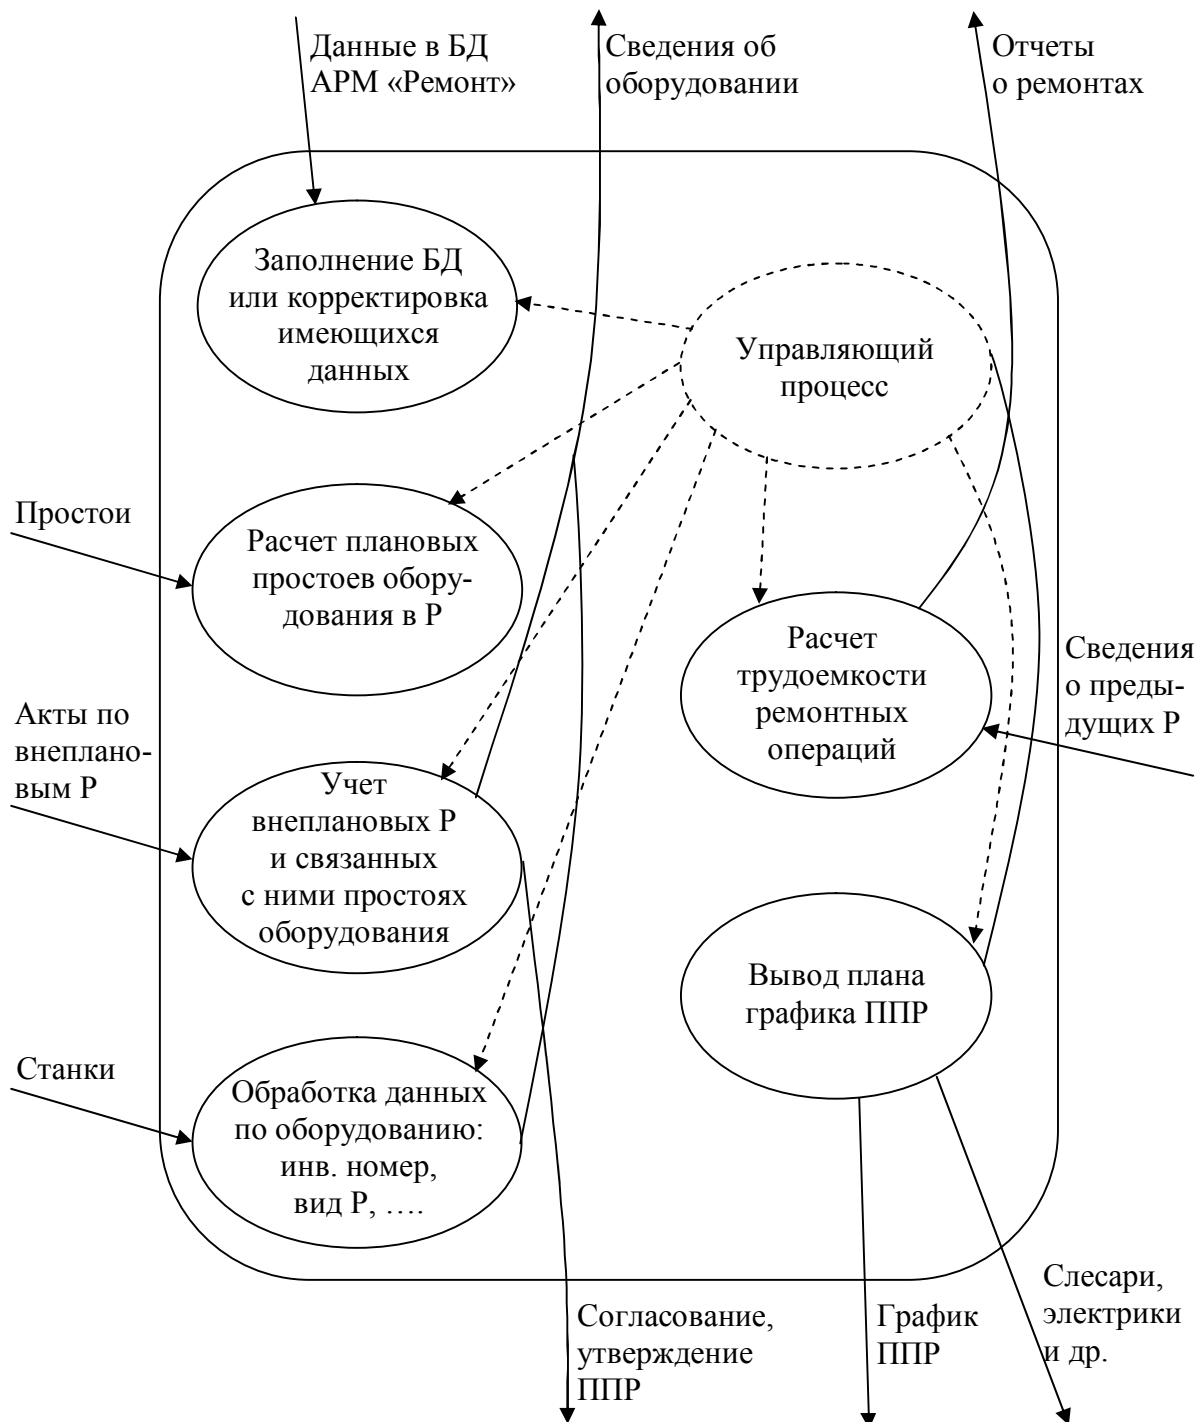 Данные в БД
АРМ «Ремонт»
Сведения об
оборудовании
Отчеты
о ремонтах
Заполнение БД
или корректировка
имеющихся
данных
Управляющий
процесс
Простои
Расчет плановых
простоев обору-
дования в Р
Расчет
трудоемкости
ремонтных
операций
Сведения
о преды-
дущих Р
Акты по
внеплано-
вым Р
Учет
внеплановых Р
и связанных
с ними простоях
оборудования
Вывод плана
графика ППР
Станки
Обработка данных
по оборудованию:
инв. номер,
вид Р, ….
Согласование,
утверждение
ППР
График
ППР
Слесари,
электрики
и др.